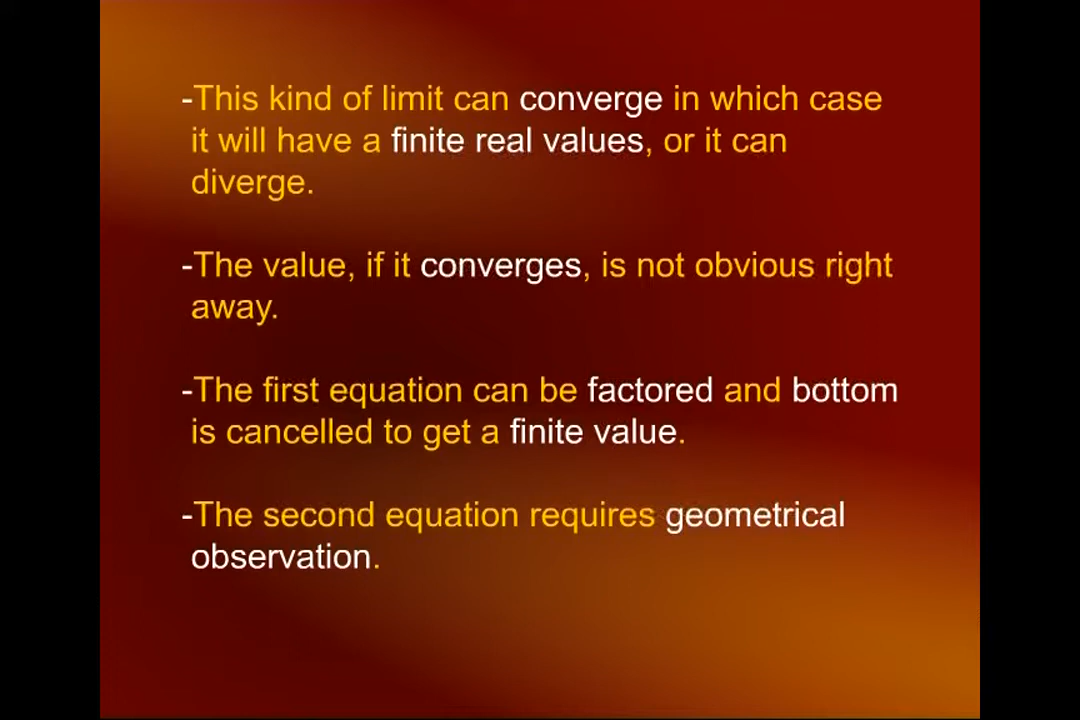 -This kind of limit can converge in which case
it will have a finite real values, or it can
diverge.
-The value, if it converges, is not obvious right
away.
-The first equation can be factored and bottom
is cancelled to get a finite value.
-The second equation requires geometrical
observation.